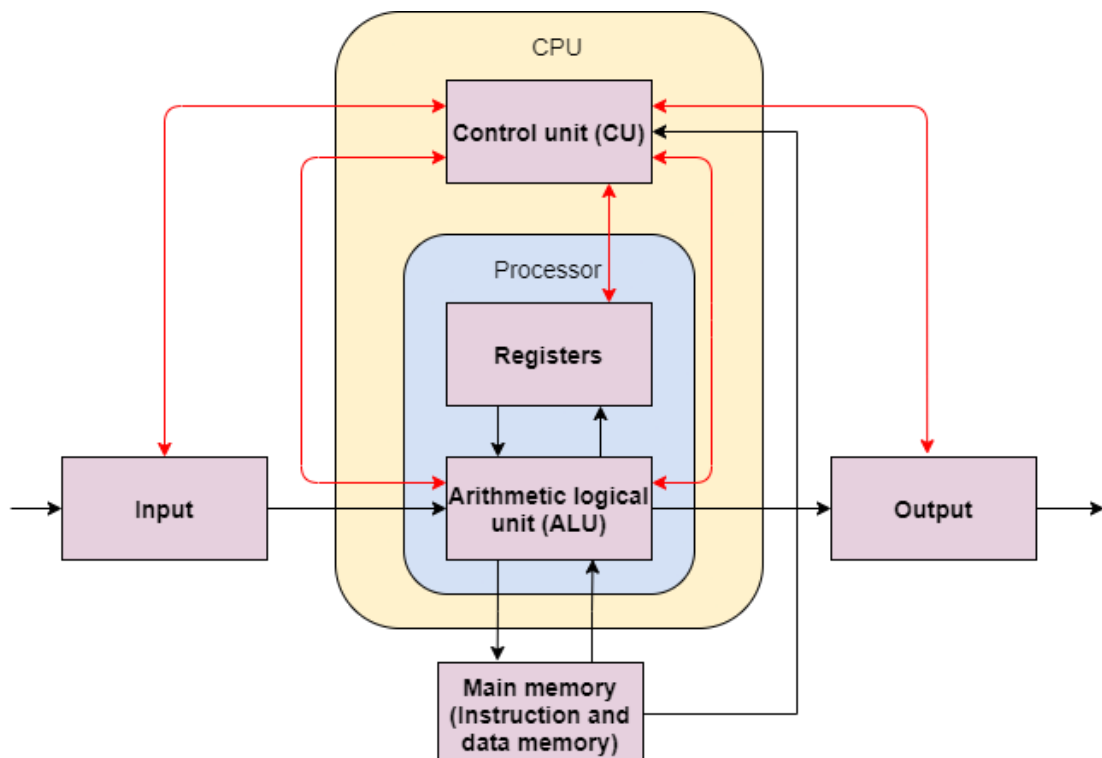 CPU
Control unit (CU)
Processor
Registers
Input
Arithmetic logical
unit (ALU)
Output
Main memory
(Instruction and
data memory)